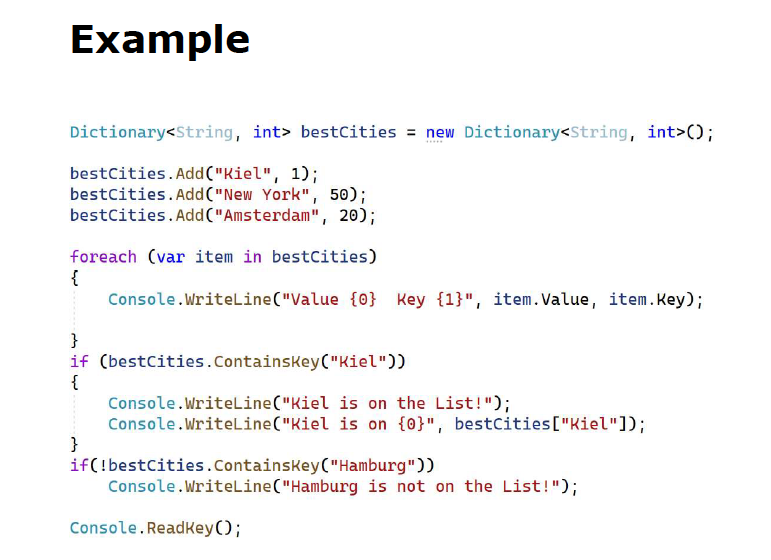 Example
Dictionary<String, int> bestCities = new Dictionary<String, int>();
bestCities.Add("Kiel", 1);
bestCities.Add("New York", 50);
bestCities.Add("Amsterdam", 20);
foreach (var item in bestCities)
{
    Console.WriteLine("Value {0}  Key {1}", item.Value, item.Key);
}
if (bestCities.ContainsKey("Kiel"))
{
    Console.WriteLine("Kiel is on the List!");
    Console.WriteLine("Kiel is on {0}", bestCities["Kiel"]);
}
if(!bestCities.ContainsKey("Hamburg"))
    Console.WriteLine("Hamburg is not on the List!");
Console.ReadKey();